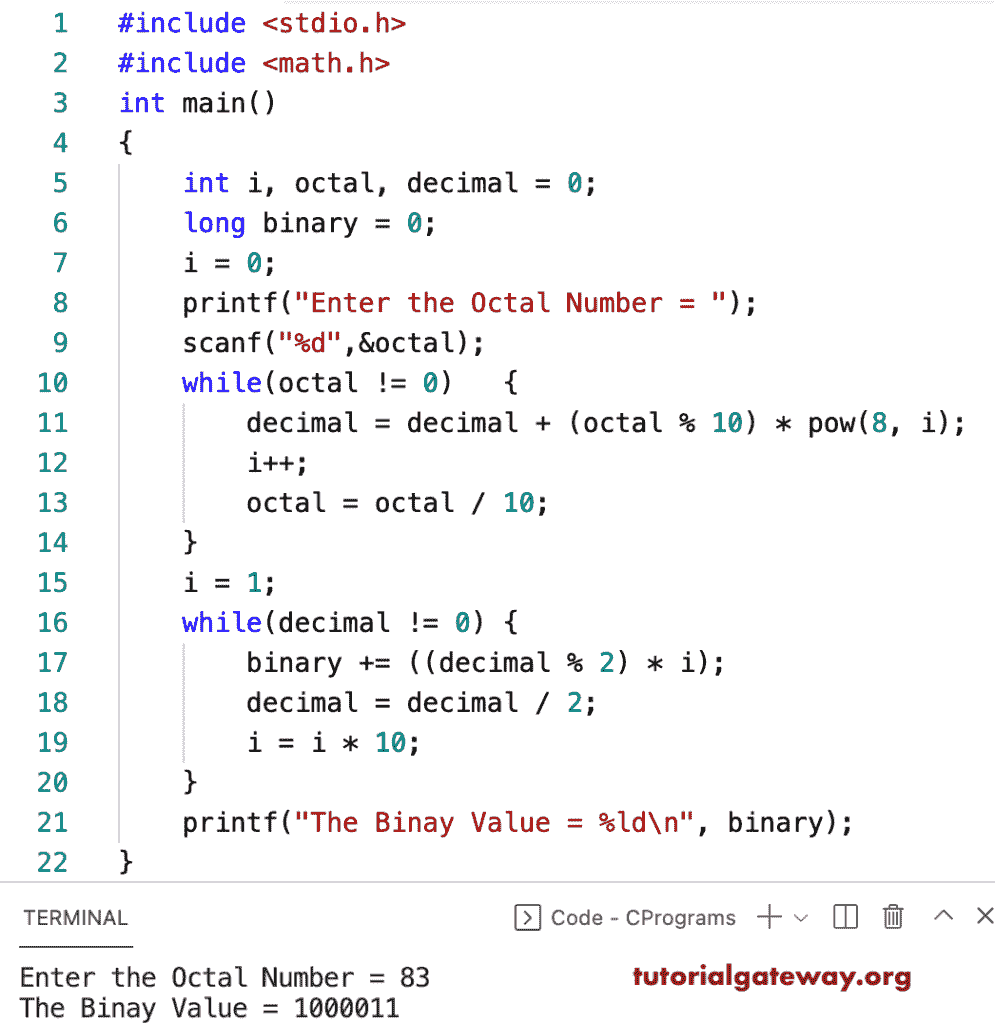 1 #include <stdio.h>
2 #include <math.h>
3 int main()
4 {
5     int i, octal, decimal = 0;
6     long binary = 0;
7     i = 0;
8     printf("Enter the Octal Number = ");
9     scanf("%d",&octal);
10     while(octal != 0)   {
11         decimal = decimal + (octal % 10) * pow(8, i);
12         i++;
13         octal = octal / 10;
14     }
15     i = 1;
16     while(decimal != 0) {
17         binary += ((decimal % 2) * i);
18         decimal = decimal / 2;
19         i = i * 10;
20     }
21     printf("The Binay Value = %ld\n", binary);
22 }
TERMINAL Code - CPrograms
Enter the Octal Number = 83
The Binay Value = 1000011
tutorialgateway.org